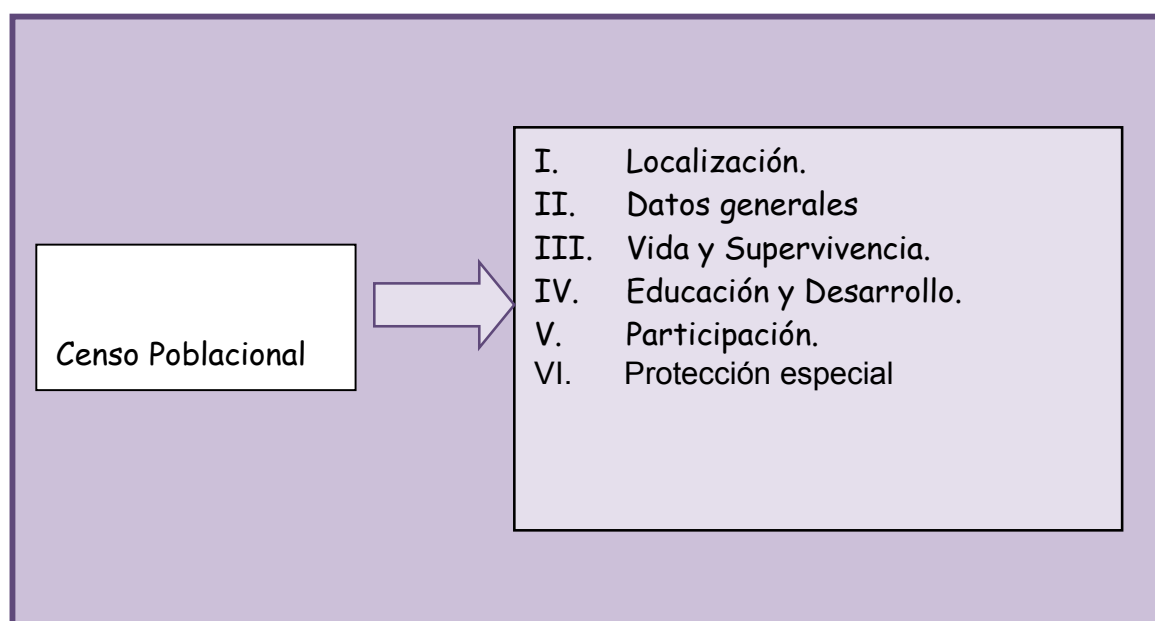 Censo Poblacional
I. Localización.
II. Datos generales
III. Vida y Supervivencia.
IV. Educación y Desarrollo.
V. Participación.
VI. Protección especial